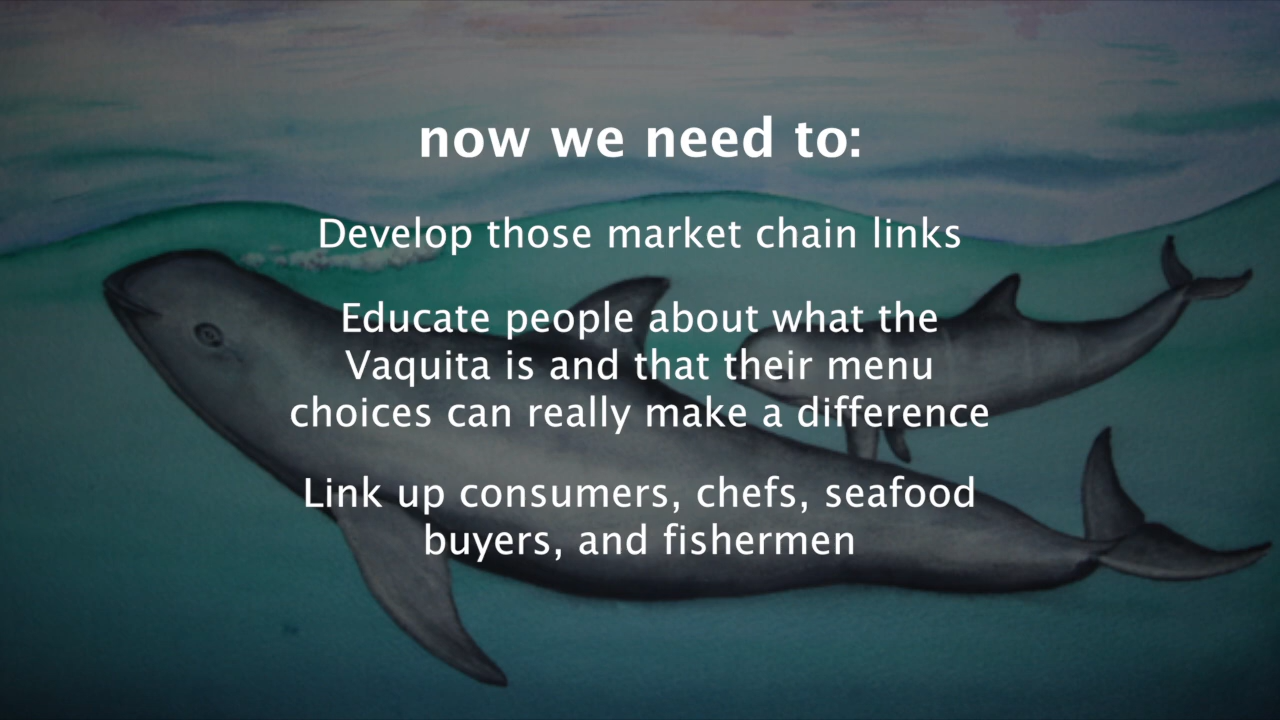 now we need to:
Develop those market chain links
Educate people about what the
Vaquita is and that their menu
choices can really make a difference
Link up consumers, chefs, seafood
buyers, and fishermen